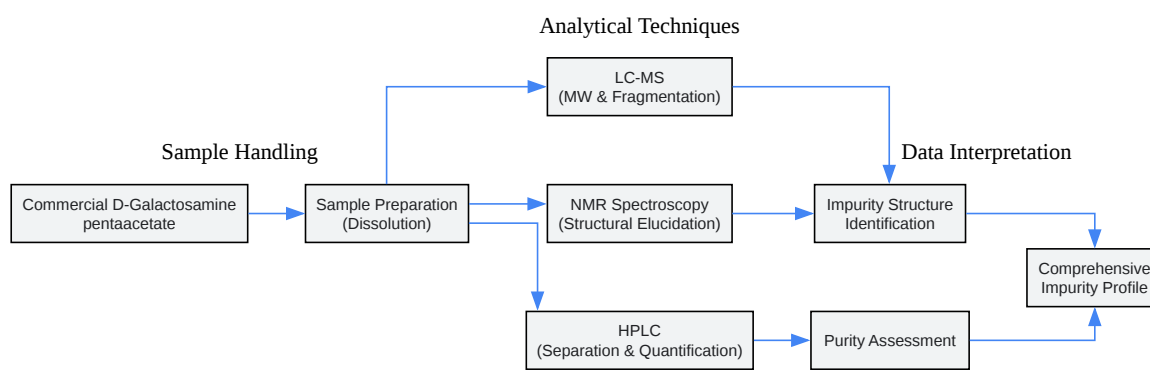 Analytical Techniques
LC-MS
(MW & Fragmentation)
Sample Handling
Data Interpretation
Commercial D-Galactosamine
pentaacetate
Sample Preparation
(Dissolution)
NMR Spectroscopy
(Structural Elucidation)
Impurity Structure
Identification
Comprehensive
Impurity Profile
HPLC
(Separation & Quantification)
Purity Assessment